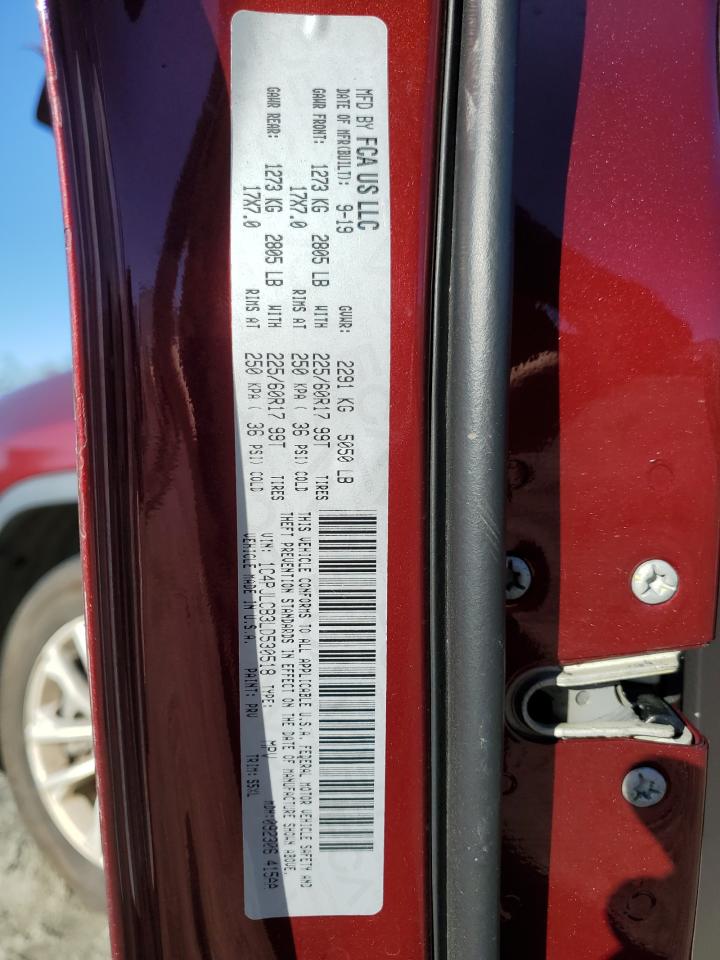 MFD BY FCA US LLC
DATE OF MFR(BUILT): 9-19 GVWR: 2291 KG 5050 LB
GAWR FRONT: 1273 KG 2805 LB WITH 225/60R17 99T TIRES
17X7.0 RIMS AT 250 KPA ( 36 PSI) COLD
GAWR REAR: 1273 KG 2805 LB WITH 225/60R17 99T TIRES
17X7.0 RIMS AT 250 KPA ( 36 PSI) COLD
THIS VEHICLE CONFORMS TO ALL APPLICABLE U.S.A. FEDERAL MOTOR VEHICLE SAFETY AND
THEFT PREVENTION STANDARDS IN EFFECT ON THE DATE OF MANUFACTURE SHOWN ABOVE.
VIN: 1C4PJLCB3LD530518 TYPE: MPV MDH:092306 415AA
VEHICLE MADE IN U.S.A. PAINT: PRV TRIM: